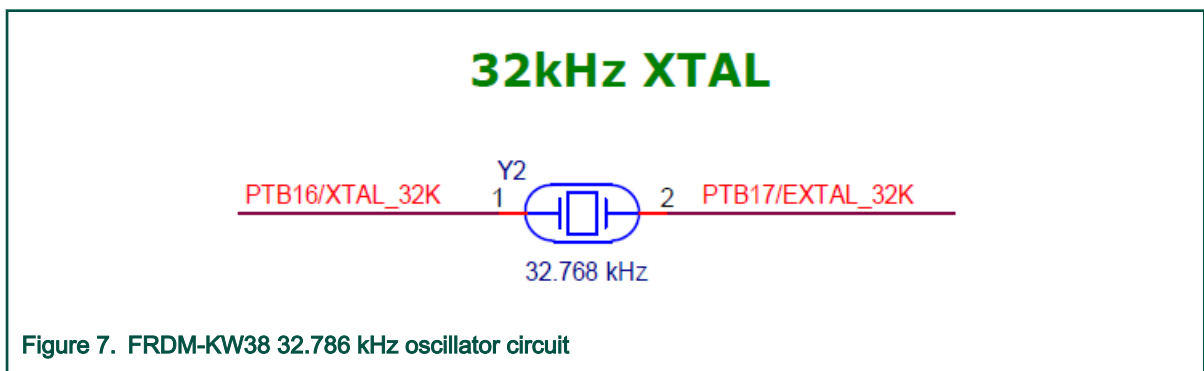 32kHz XTAL
Y2
PTB16/XTAL_32K 1 2 PTB17/EXTAL_32K
32.768 kHz
Figure 7. FRDM-KW38 32.786 kHz oscillator circuit